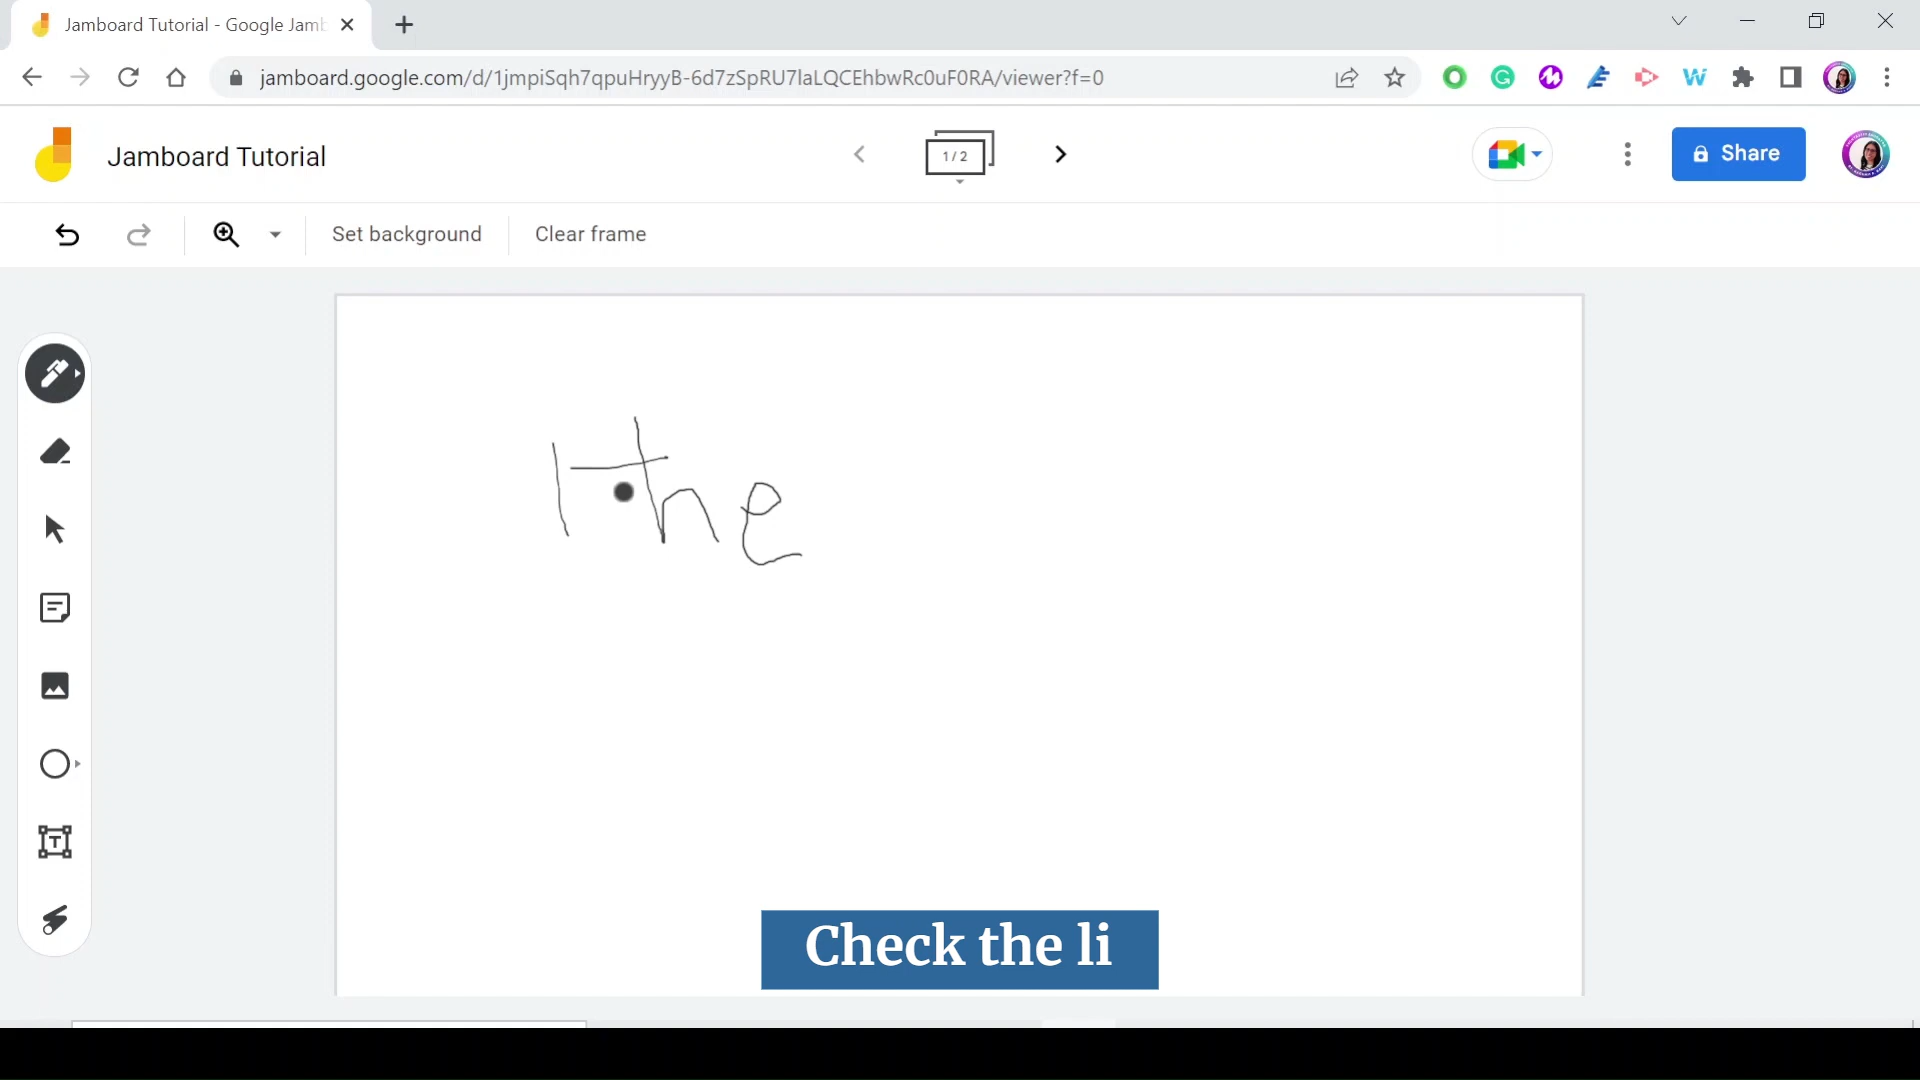 Jamboard Tutorial - Google Jamb
jamboard.google.com/d/1jmpiSqh7qpuHryyB-6d7zSpRU7laLQCEhbwRc0uF0RA/viewer?f=0
Jamboard Tutorial
1 / 2
Share
Set background
Clear frame
the
Check the li